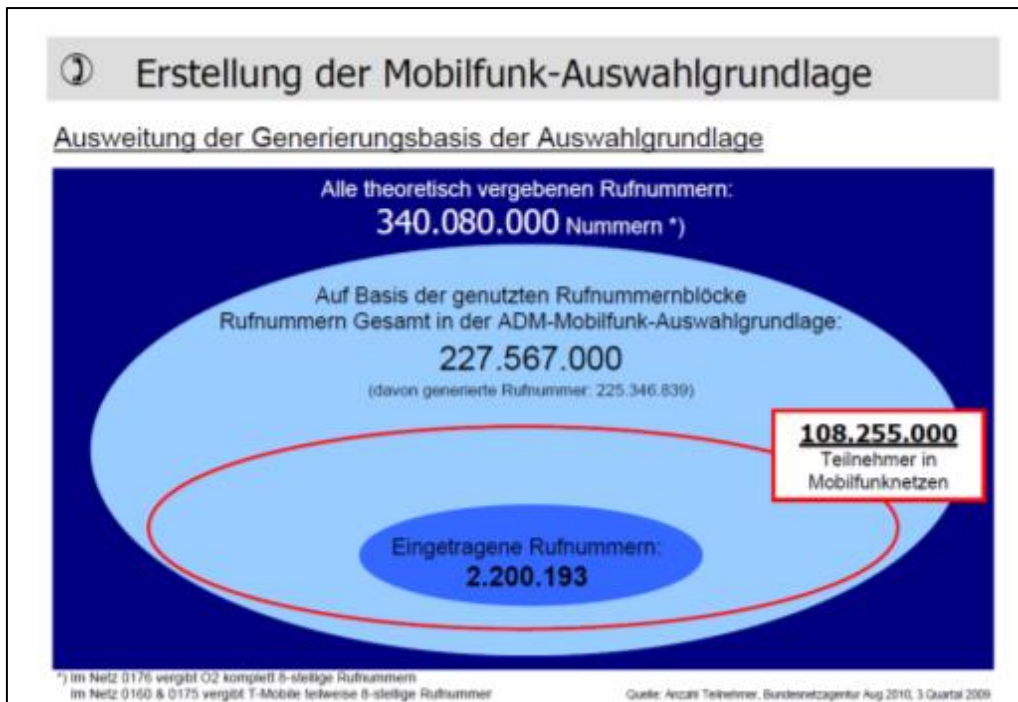 Erstellung der Mobilfunk-Auswahlgrundlage
Ausweitung der Generierungsbasis der Auswahlgrundlage
Alle theoretisch vergebenen Rufnummern:
340.080.000 Nummern *)
Auf Basis der genutzten Rufnummernblöcke
Rufnummern Gesamt in der ADM-Mobilfunk-Auswahlgrundlage:
227.567.000
(davon generierte Rufnummer: 225.346.839)
108.255.000
Teilnehmer in
Mobilfunknetzen
Eingetragene Rufnummern:
2.200.193
*) Im Netz 0176 vergibt O2 komplett 8-stellige Rufnummern
Im Netz 0160 & 0175 vergibt T-Mobile teilweise 8-stellige Rufnummer
Quelle: Anzahl Teilnehmer, Bundesnetzagentur Aug 2010, 3 Quartal 2009